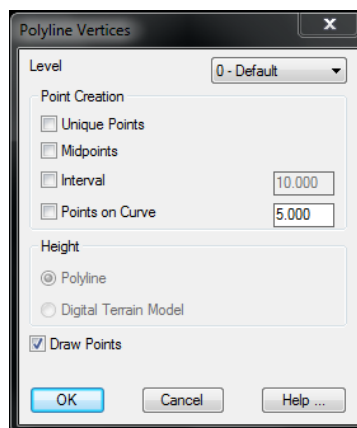 Polyline Vertices x
Level 0 - Default
Point Creation
Unique Points
Midpoints
Interval 10.000
Points on Curve 5.000
Height
Polyline
Digital Terrain Model
Draw Points
OK Cancel Help ...